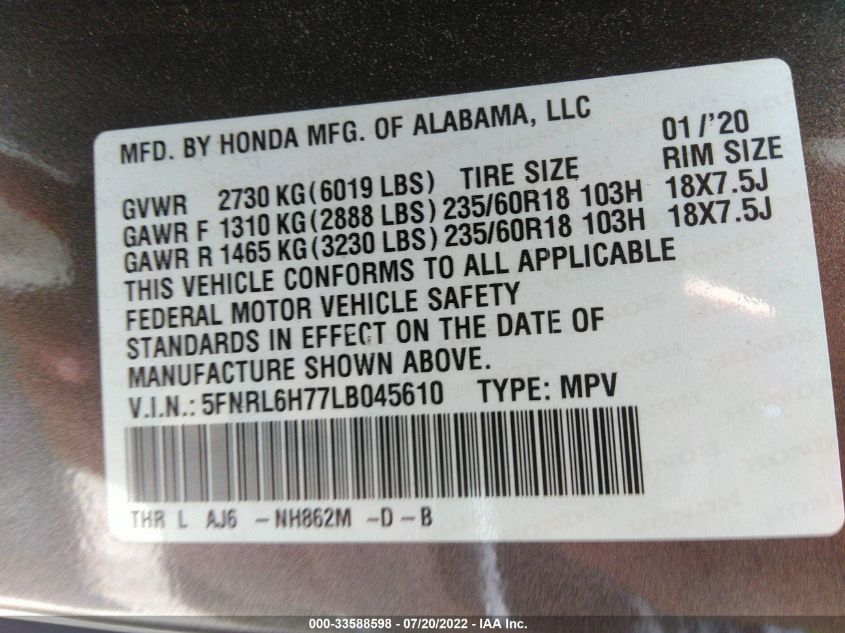 MFD. BY HONDA MFG. OF ALABAMA, LLC 01/'20
GVWR 2730 KG(6019 LBS) TIRE SIZE RIM SIZE
GAWR F 1310 KG(2888 LBS) 235/60R18 103H 18X7.5J
GAWR R 1465 KG(3230 LBS) 235/60R18 103H 18X7.5J
THIS VEHICLE CONFORMS TO ALL APPLICABLE
FEDERAL MOTOR VEHICLE SAFETY
STANDARDS IN EFFECT ON THE DATE OF
MANUFACTURE SHOWN ABOVE.
V.I.N.: 5FNRL6H77LB045610 TYPE: MPV
THR L AJ6 -NH862M -D-B
000-33588598 - 07/20/2022 - IAA Inc.